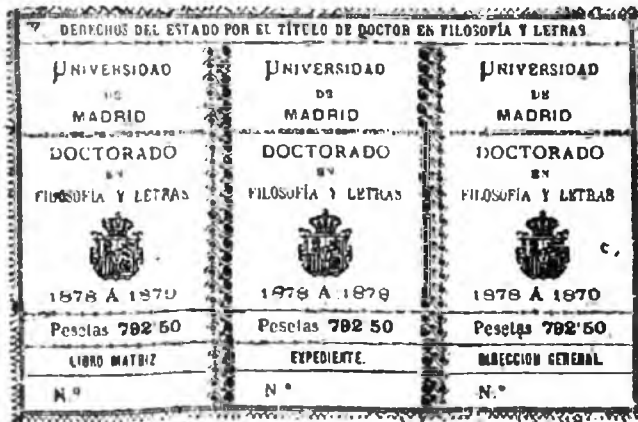 DERECHOS DEL ESTADO POR EL TÍTULO DE DOCTOR EN FILOSOFÍA Y LETRAS
UNIVERSIDAD
DE
MADRID
DOCTORADO
EN
FILOSOFÍA Y LETRAS
1878 A 1879
Pesetas 792'50
LIBRO MATRIZ
N.º
UNIVERSIDAD
DE
MADRID
DOCTORADO
EN
FILOSOFÍA Y LETRAS
1878 A 1879
Pesetas 792 50
EXPEDIENTE.
N º
UNIVERSIDAD
DE
MADRID
DOCTORADO
EN
FILOSOFÍA Y LETRAS
C,
1878 A 1879
Pesetas 792'50
DIRECCION GENERAL
N.º